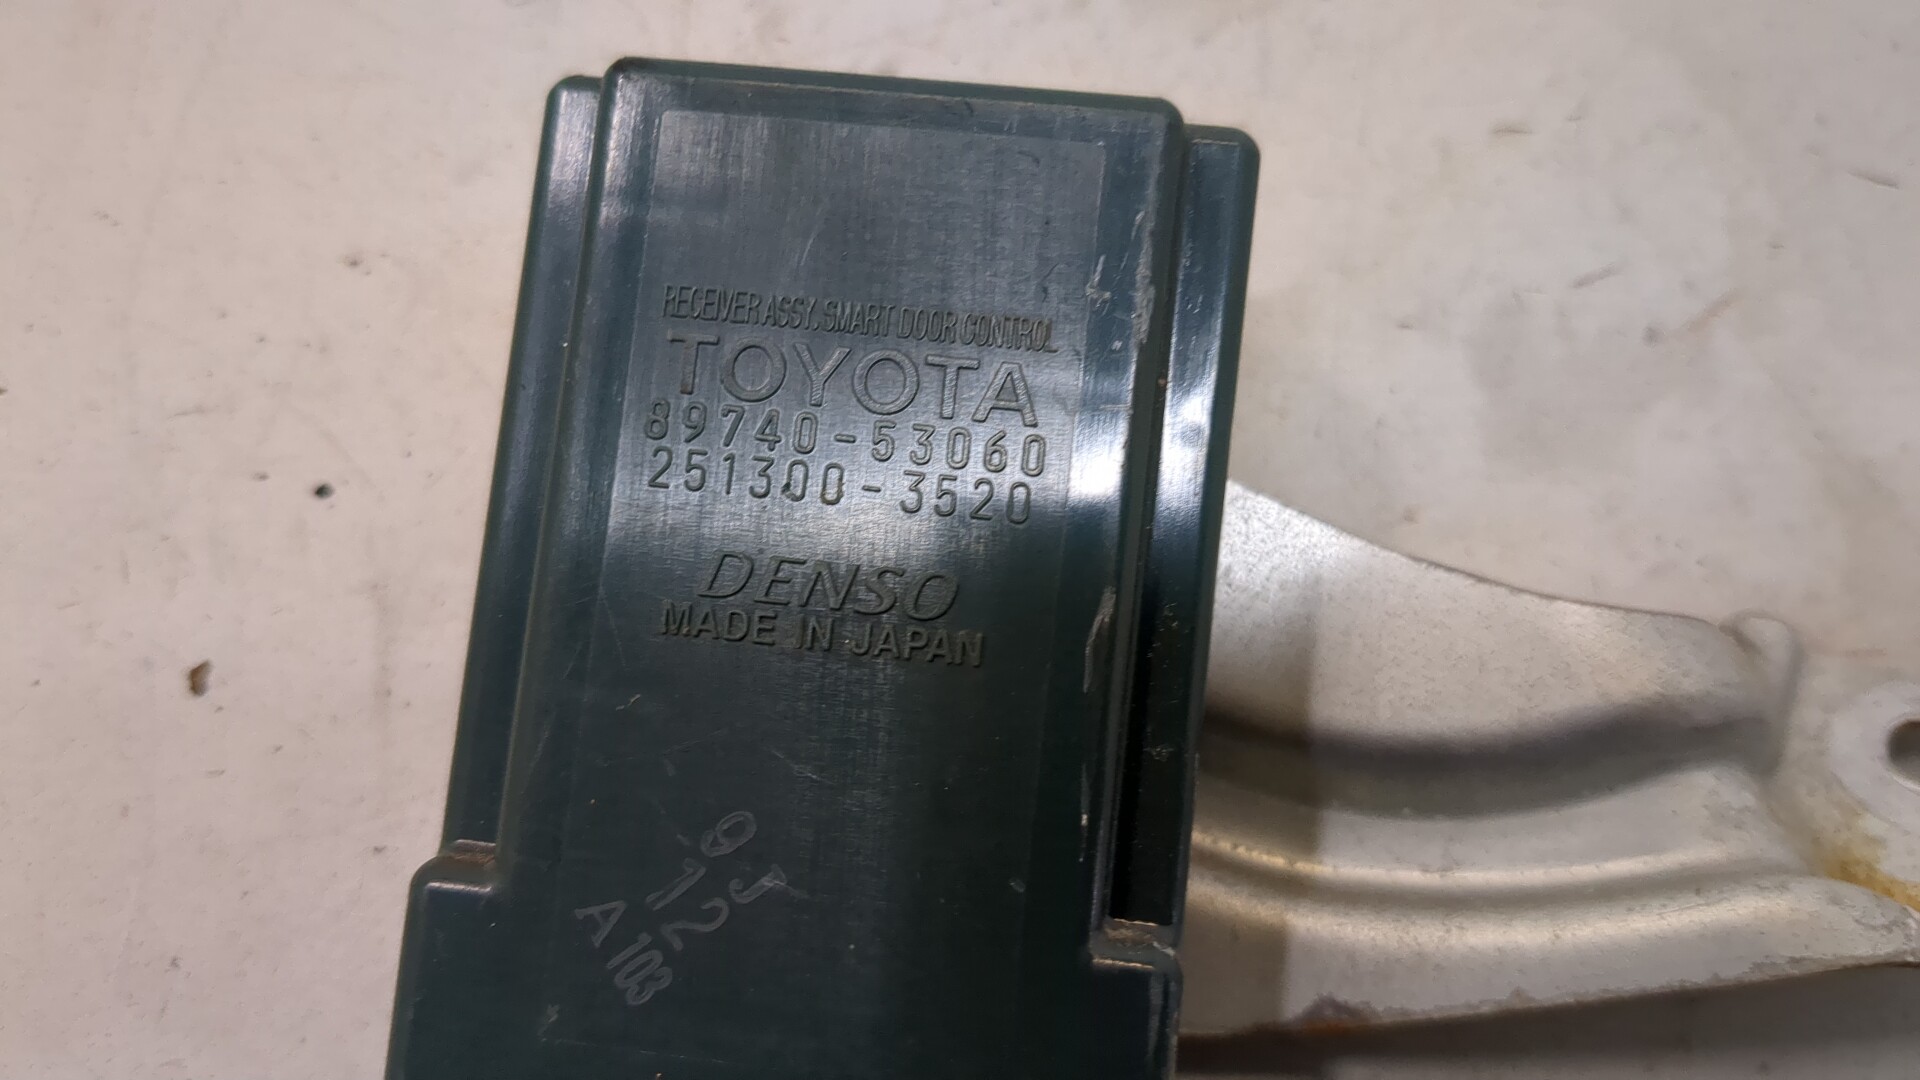 RECEIVER ASSY, SMART DOOR CONTROL
TOYOTA
89740-53060
251300-3520
DENSO
MADE IN JAPAN
9J
12
A103